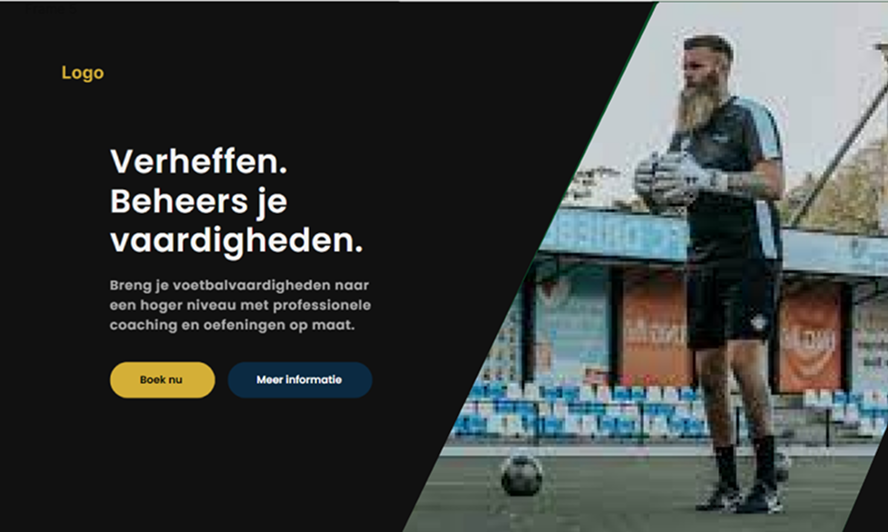 Logo
Verheffen.
Beheers je
vaardigheden.
Breng je voetbalvaardigheden naar
een hoger niveau met professionele
coaching en oefeningen op maat.
Boek nu
Meer informatie